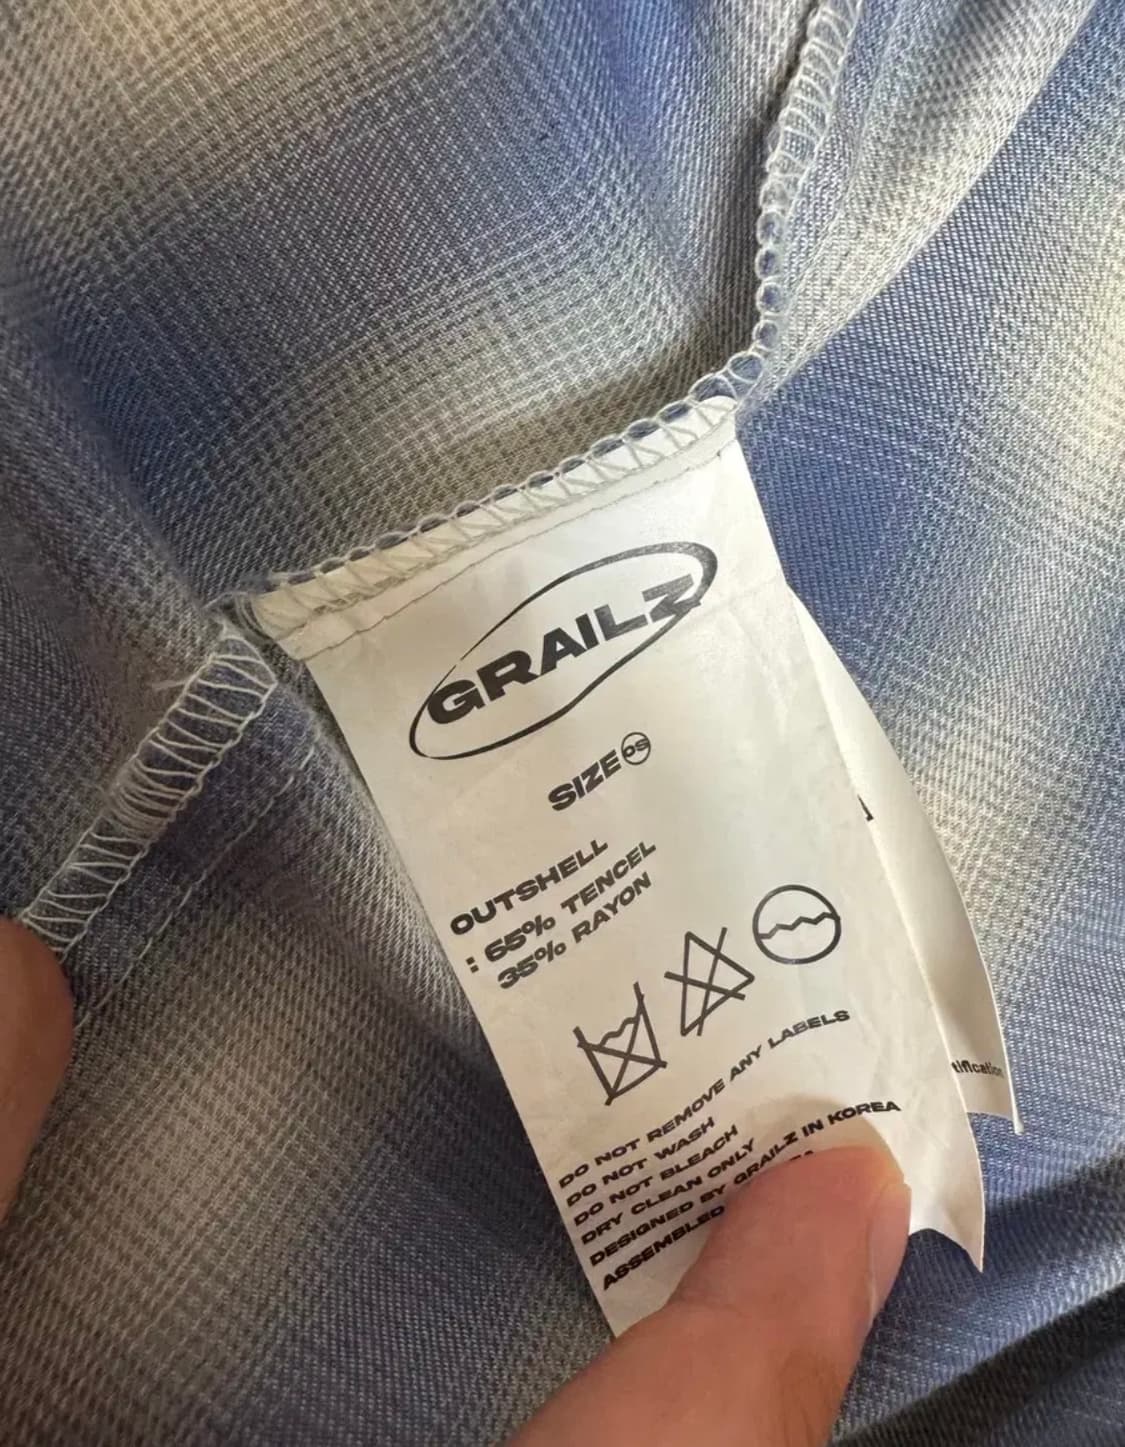 GRAILZ
SIZE OS
OUTSHELL
: 65% TENCEL
35% RAYON
DO NOT REMOVE ANY LABELS
DO NOT WASH
DO NOT BLEACH
DRY CLEAN ONLY
DESIGNED BY GRAILZ IN KOREA
ASSEMBLED